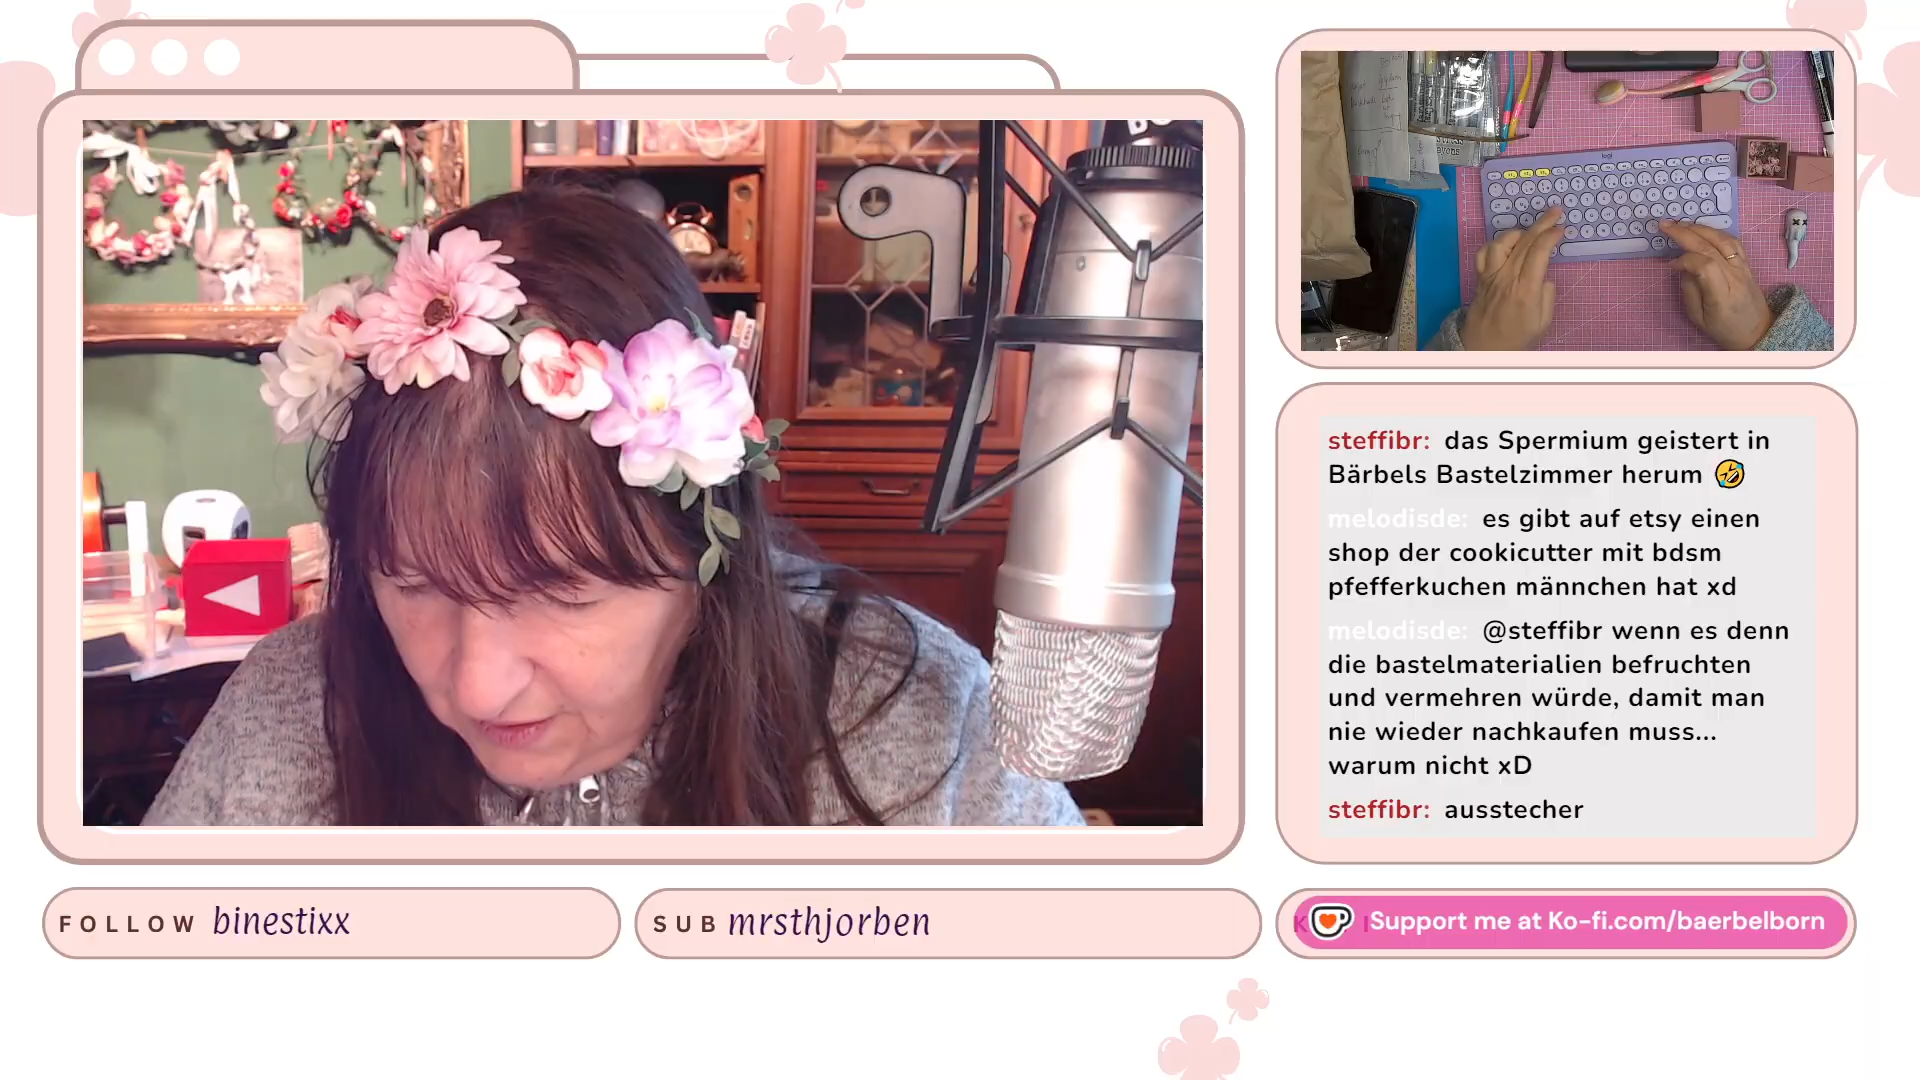 steffibr: das Spermium geistert in
Bärbels Bastelzimmer herum 🤣
melodisde: es gibt auf etsy einen
shop der cookicutter mit bdsm
pfefferkuchen männchen hat xd
melodisde: @steffibr wenn es denn
die bastelmaterialien befruchten
und vermehren würde, damit man
nie wieder nachkaufen muss...
warum nicht xD
steffibr: ausstecher
FOLLOW binestixx
SUB mrsthjorben
Support me at Ko-fi.com/baerbelborn